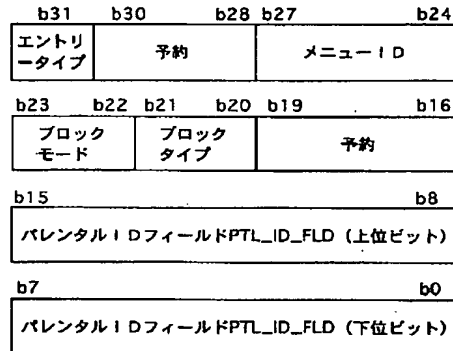 b31 b30 b28 b27 b24
エントリ 予約 メニューID
ータイプ
b23 b22 b21 b20 b19 b16
ブロック ブロック 予約
モード タイプ
b15 b8
パレンタルIDフィールドPTL_ID_FLD（上位ビット）
b7 b0
パレンタルIDフィールドPTL_ID_FLD（下位ビット）